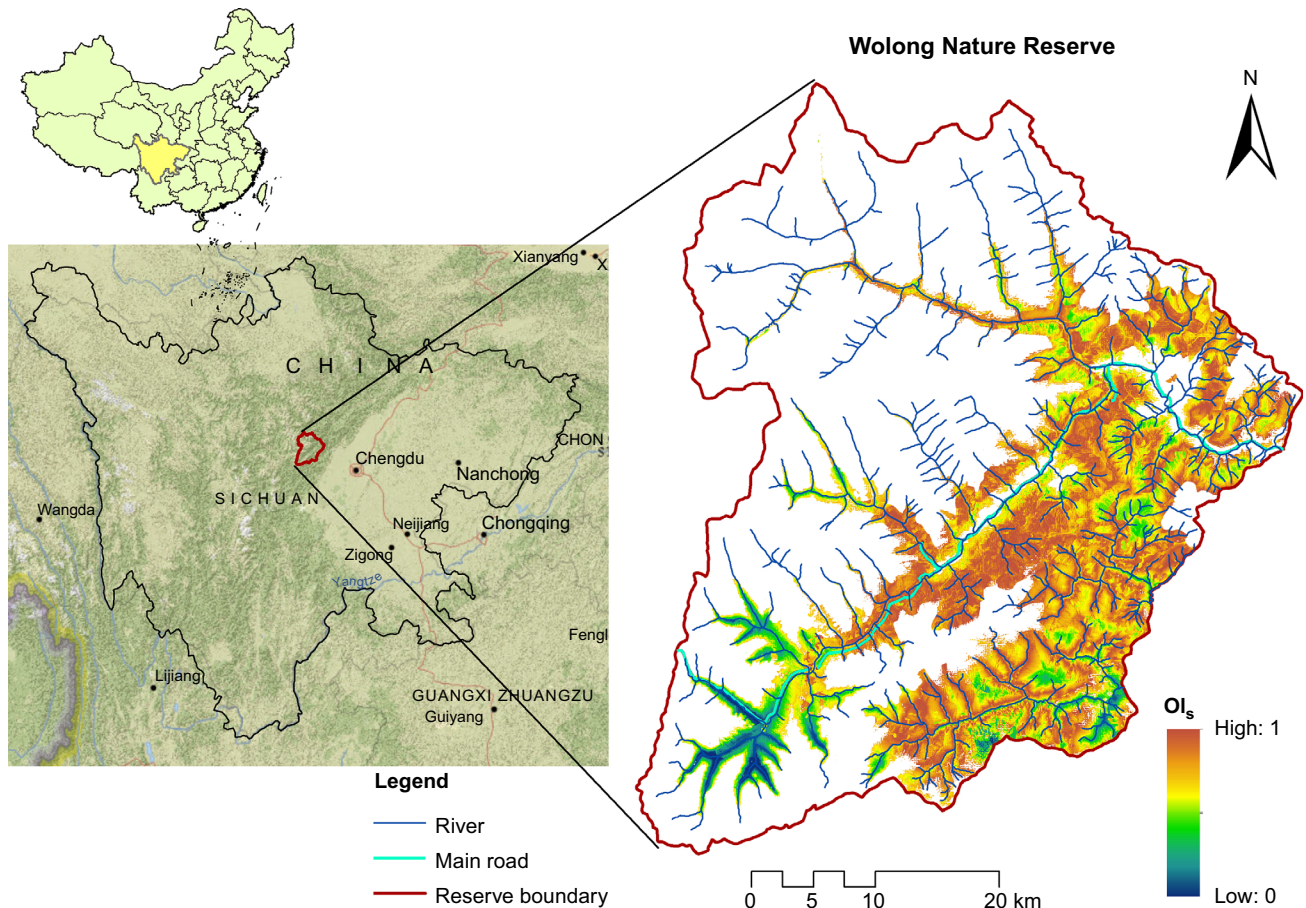 Wolong Nature Reserve
N
Xianyang
X
C H I N A
CHON
Chengdu
Nanchong
SICHUAN
Wangda
Neijiang
Chongqing
Zigong
Yangtze
Fengl
Lijiang
GUANGXI ZHUANGZU
Guiyang
OIs
High: 1
Low: 0
Legend
River
Main road
Reserve boundary
0 5 10 20 km